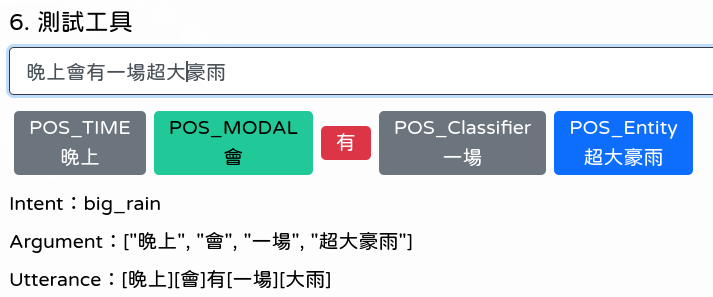 6. 測試工具
晚上會有一場超大豪雨
POS_TIME POS_MODAL 有 POS_Classifier POS_Entity
晚上 會 一場 超大豪雨
Intent：big_rain
Argument：["晚上", "會", "一場", "超大豪雨"]
Utterance：[晚上][會]有[一場][大雨]